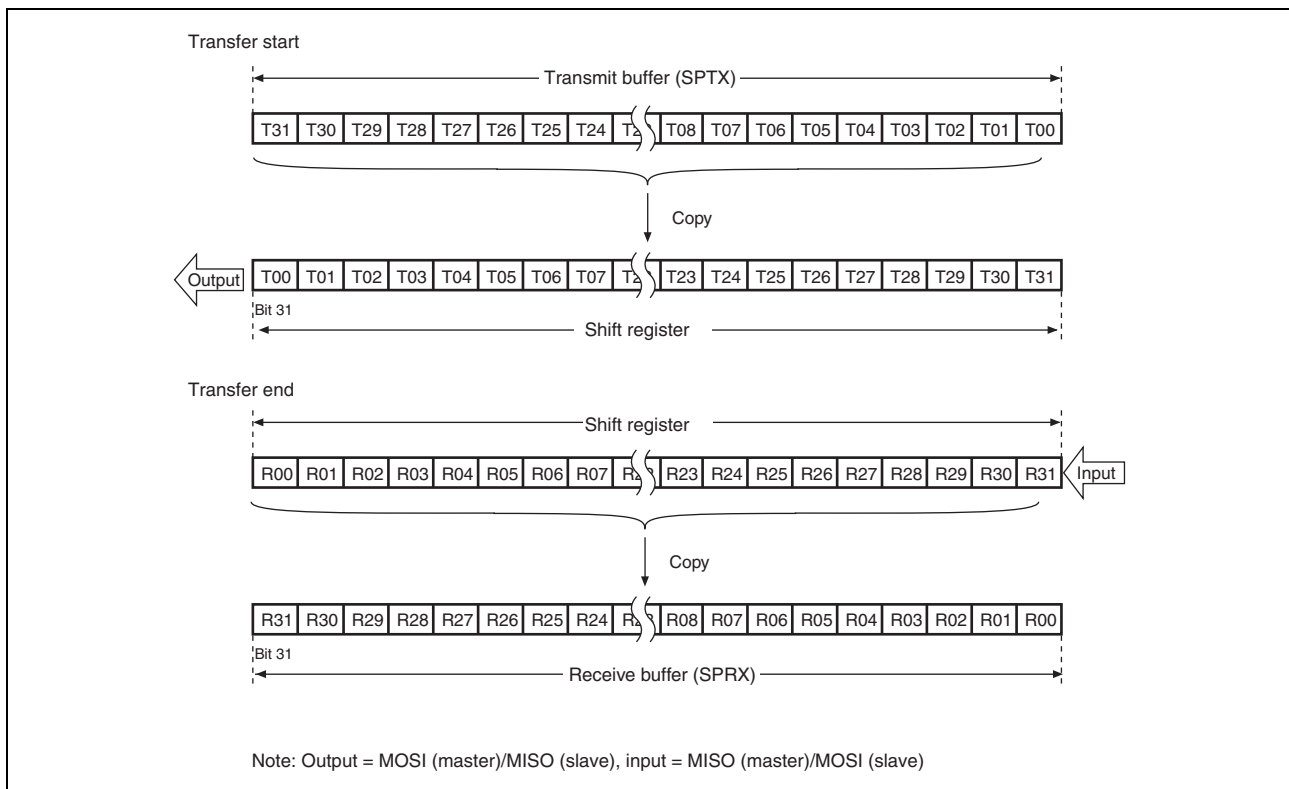 Transfer start
Transmit buffer (SPTX)
T31 T30 T29 T28 T27 T26 T25 T24 T08 T07 T06 T05 T04 T03 T02 T01 T00
Copy
Output T00 T01 T02 T03 T04 T05 T06 T07 T23 T24 T25 T26 T27 T28 T29 T30 T31
Bit 31
Shift register
Transfer end
Shift register
R00 R01 R02 R03 R04 R05 R06 R07 R23 R24 R25 R26 R27 R28 R29 R30 R31 Input
Copy
R31 R30 R29 R28 R27 R26 R25 R24 R08 R07 R06 R05 R04 R03 R02 R01 R00
Bit 31
Receive buffer (SPRX)
Note: Output = MOSI (master)/MISO (slave), input = MISO (master)/MOSI (slave)